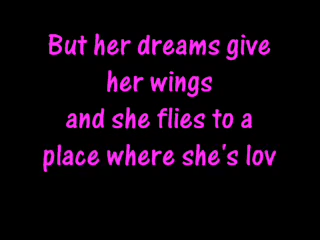 But her dreams give
her wings
and she flies to a
place where she's lov